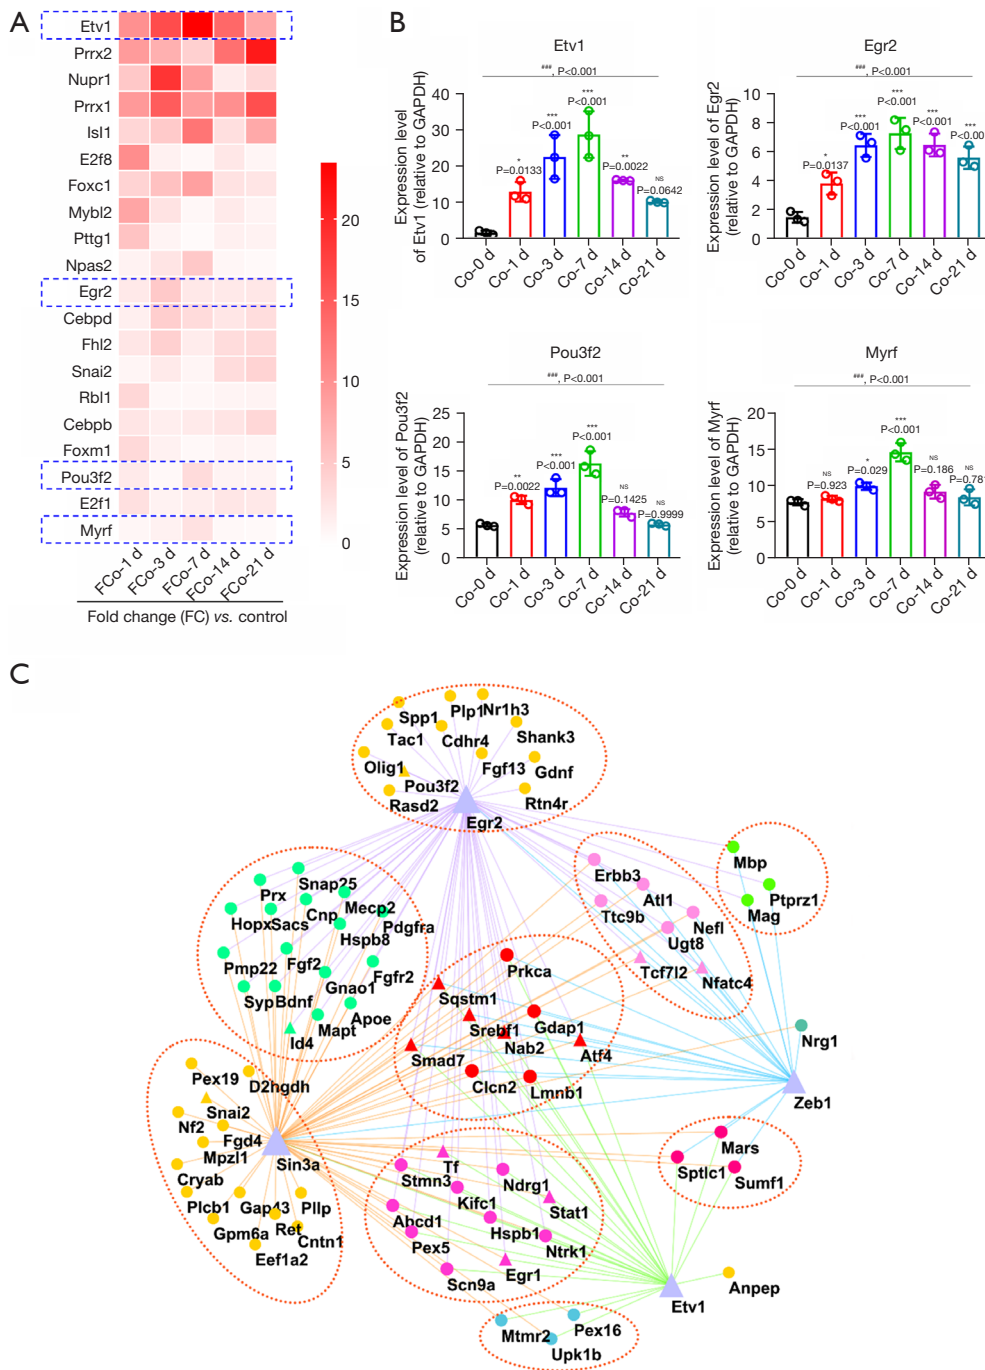 A
Etv1
Prrx2
Nupr1
Prrx1
Isl1
E2f8
Foxc1
Mybl2
Pttg1
Npas2
Egr2
Cebpd
Fhl2
Snai2
Rbl1
Cebpb
Foxm1
Pou3f2
E2f1
Myrf
20
15
10
5
0
FCo-1 d
FCo-3 d
FCo-7 d
FCo-14 d
FCo-21 d
Fold change (FC) vs. control
B
Etv1
###, P<0.001
Expression level
of Etv1 (relative to GAPDH)
40
30
20
10
0
*
P=0.0133
***
P<0.001
***
P<0.001
**
P=0.0022
NS
P=0.0642
Co-0 d
Co-1 d
Co-3 d
Co-7 d
Co-14 d
Co-21 d
Egr2
###, P<0.001
Expression level of Egr2
(relative to GAPDH)
10
8
6
4
2
*
P=0.0137
***
P<0.001
***
P<0.001
***
P<0.001
***
P<0.00
Co-0 d
Co-1 d
Co-3 d
Co-7 d
Co-14 d
Co-21 d
Pou3f2
###, P<0.001
Expression level of Pou3f2
(relative to GAPDH)
25
20
15
10
5
0
**
P=0.0022
***
P<0.001
***
P<0.001
NS
P=0.1425
NS
P=0.9999
Co-0 d
Co-1 d
Co-3 d
Co-7 d
Co-14 d
Co-21 d
Myrf
###, P<0.001
Expression level of Myrf
(relative to GAPDH)
20
15
10
5
0
NS
P=0.923
*
P=0.029
***
P<0.001
NS
P=0.186
NS
P=0.781
Co-0 d
Co-1 d
Co-3 d
Co-7 d
Co-14 d
Co-21 d
C
Spp1
Plp1
Nr1h3
Tac1
Cdhr4
Shank3
Olig1
Fgf13
Gdnf
Pou3f2
Rasd2
Rtn4r
Egr2
Prx
Snap25
Cnp
Mecp2
Hopx
Sacs
Hspb8
Pdgfra
Pmp22
Fgf2
Fgfr2
Gnao1
Syp
Bdnf
Apoe
Mapt
Id4
Erbb3
Atl1
Ttc9b
Nefl
Ugt8
Tcf7l2
Nfatc4
Mbp
Ptprz1
Mag
Prkca
Sqstm1
Srebf1
Gdap1
Nab2
Smad7
Atf4
Clcn2
Lmnb1
Nrg1
Zeb1
Pex19
D2hgdh
Snai2
Nf2
Fgd4
Mpzl1
Sin3a
Cryab
Plcb1
Gap43
Pllp
Gpm6a
Ret
Cntn1
Eef1a2
Tf
Stmn3
Ndrg1
Kifc1
Stat1
Abcd1
Hspb1
Pex5
Ntrk1
Scn9a
Egr1
Mars
Sptlc1
Sumf1
Etv1
Anpep
Mtmr2
Pex16
Upk1b